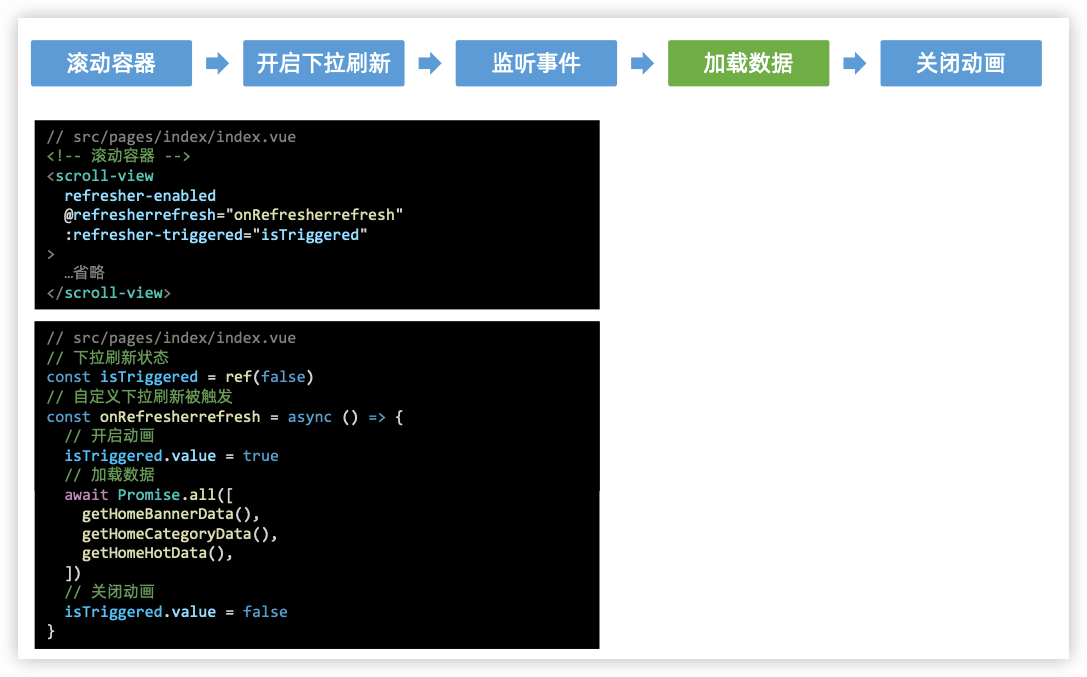 滚动容器
开启下拉刷新
监听事件
加载数据
关闭动画
// src/pages/index/index.vue
<!-- 滚动容器 -->
<scroll-view
  refresher-enabled
  @refresherrefresh="onRefresherrefresh"
  :refresher-triggered="isTriggered"
>
  …省略
</scroll-view>
// src/pages/index/index.vue
// 下拉刷新状态
const isTriggered = ref(false)
// 自定义下拉刷新被触发
const onRefresherrefresh = async () => {
  // 开启动画
  isTriggered.value = true
  // 加载数据
  await Promise.all([
    getHomeBannerData(),
    getHomeCategoryData(),
    getHomeHotData(),
  ])
  // 关闭动画
  isTriggered.value = false
}